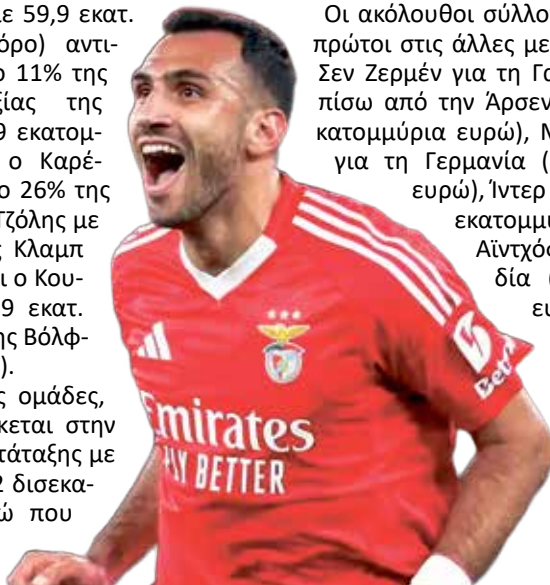 ε 59,9 εκατ.
όρο) αντι-
ο 11% της
ξίας της
9 εκατομ-
ο Καρέ-
ο 26% της
Τζόλης με
ς Κλαμπ
ι ο Κου-
9 εκατ.
ης Βόλφ-
).
ς ομάδες,
κεται στην
τάταξης με
2 δισεκα-
ώ που
Οι ακόλουθοι σύλλο
πρώτοι στις άλλες με
Σεν Ζερμέν για τη Γα
πίσω από την Άρσεν
κατομμύρια ευρώ), Μ
για τη Γερμανία (
ευρώ), Ίντερ
εκατομμ
Αϊντχό
δία (
ευ
Emirates
FLY BETTER
Betano